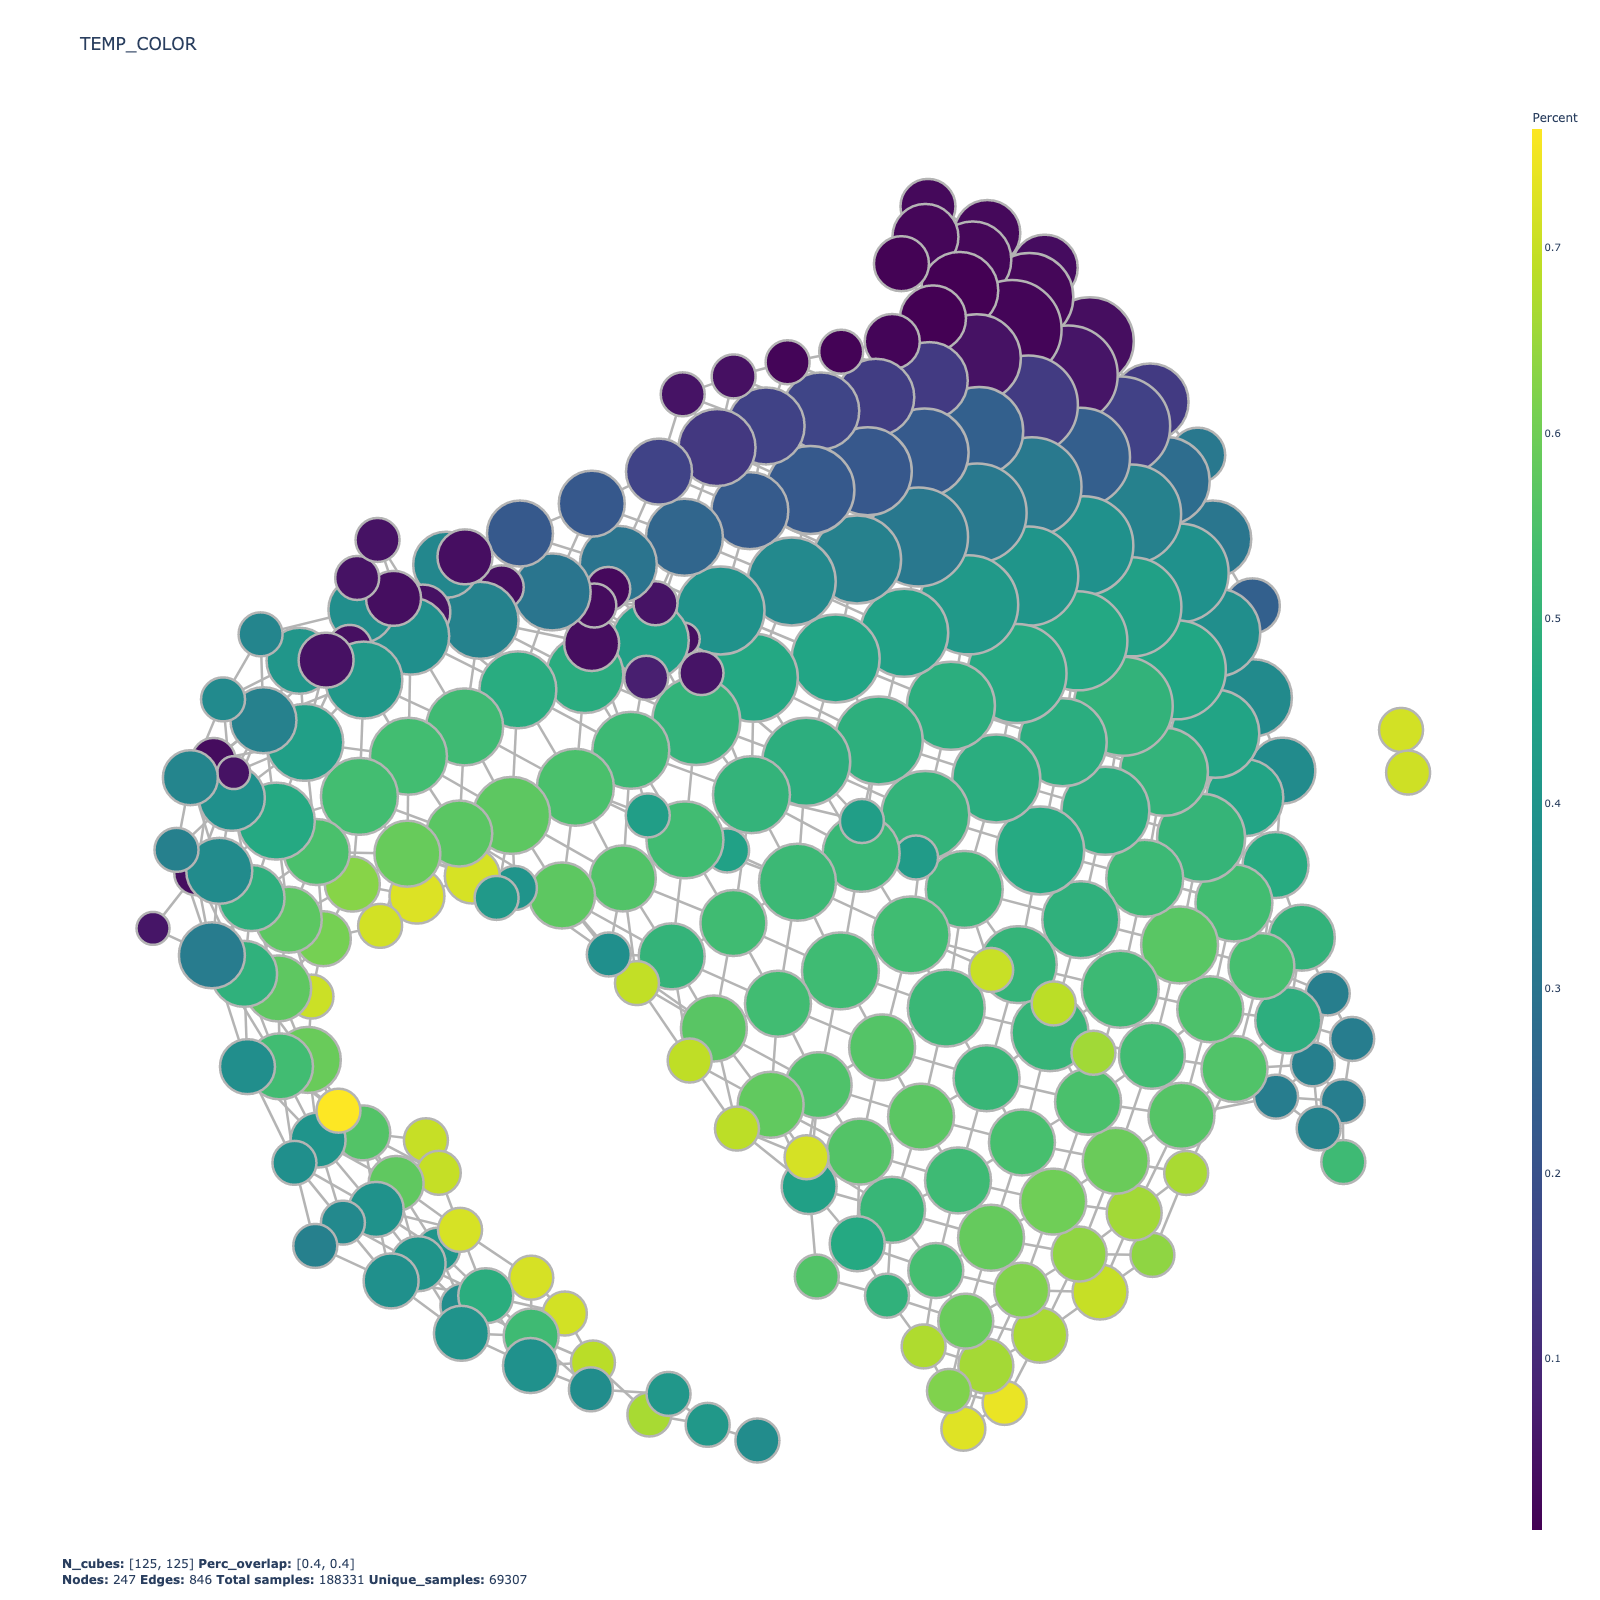 TEMP_COLOR
Percent
0.7
0.6
0.5
0.4
0.3
0.2
0.1
N_cubes: [125, 125] Perc_overlap: [0.4, 0.4]
Nodes: 247 Edges: 846 Total samples: 188331 Unique_samples: 69307